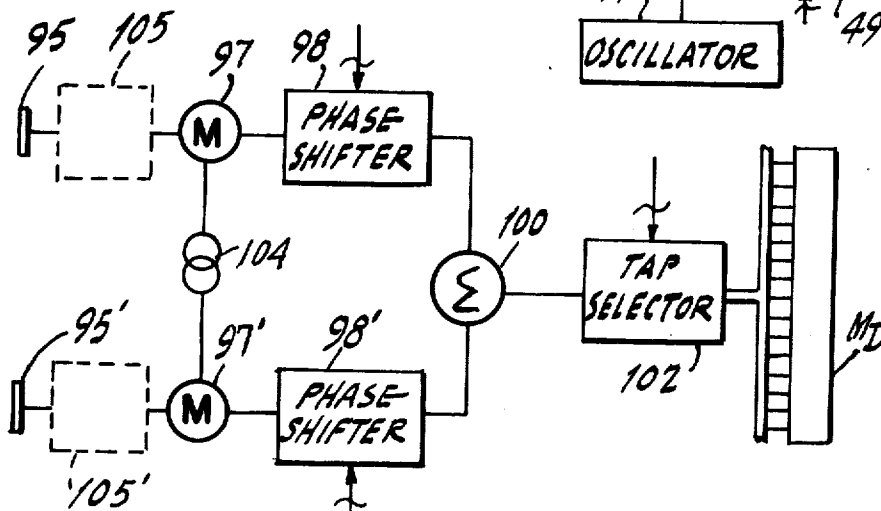 OSCILLATOR
49
95
105
97
98
M
PHASE-
SHIFTER
104
100
Σ
TAP
SELECTOR
102
MD
95'
105'
97'
M
98'
PHASE-
SHIFTER